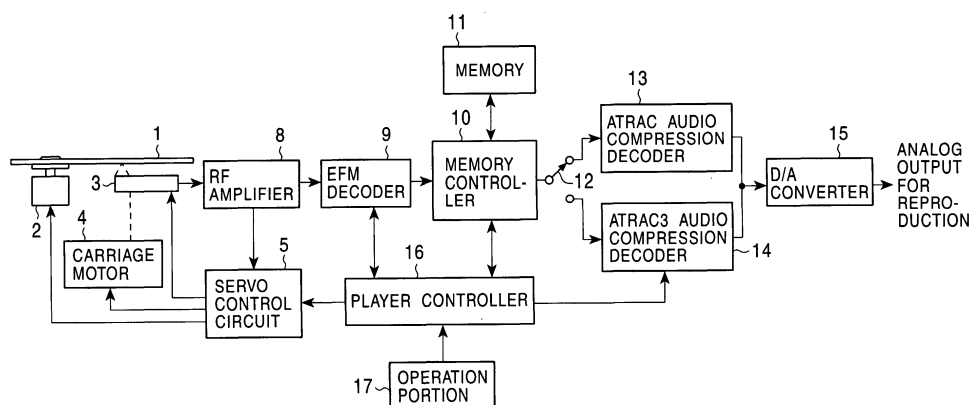 11
MEMORY
1
8
9
10
13
3
RF
AMPLIFIER
EFM
DECODER
MEMORY
CONTROL-
LER
12
ATRAC AUDIO
COMPRESSION
DECODER
15
D/A
CONVERTER
ANALOG
OUTPUT
FOR
REPRO-
DUCTION
2
4
CARRIAGE
MOTOR
5
SERVO
CONTROL
CIRCUIT
16
PLAYER CONTROLLER
ATRAC3 AUDIO
COMPRESSION
DECODER
14
17
OPERATION
PORTION